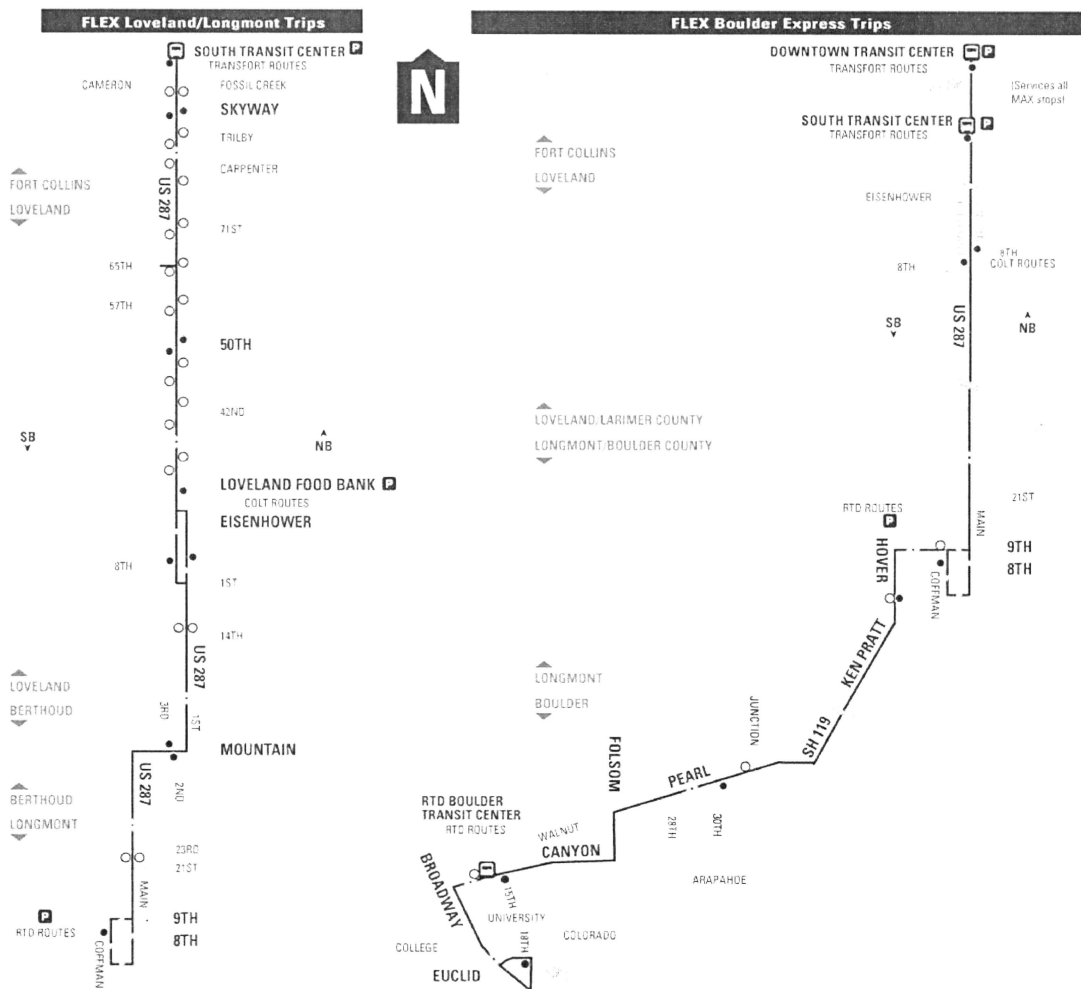 FLEX Loveland/Longmont Trips
SOUTH TRANSIT CENTER P
TRANSFORT ROUTES
CAMERON
FOSSIL CREEK
SKYWAY
TRILBY
CARPENTER
FORT COLLINS
LOVELAND
US 287
71ST
65TH
57TH
50TH
42ND
SB
NB
LOVELAND FOOD BANK P
COLT ROUTES
EISENHOWER
8TH
1ST
14TH
US 287
LOVELAND
BERTHOUD
3RD
1ST
MOUNTAIN
US 287
2ND
BERTHOUD
LONGMONT
23RD
21ST
MAIN
P
RTD ROUTES
9TH
8TH
COFFMAN
N
FLEX Boulder Express Trips
DOWNTOWN TRANSIT CENTER P
TRANSFORT ROUTES
(Services all
MAX stops)
SOUTH TRANSIT CENTER P
TRANSFORT ROUTES
FORT COLLINS
LOVELAND
EISENHOWER
8TH
8TH
COLT ROUTES
SB
US 287
NB
LOVELAND/LARIMER COUNTY
LONGMONT/BOULDER COUNTY
21ST
RTD ROUTES
P
MAIN
HOVER
9TH
8TH
COFFMAN
KEN PRATT
LONGMONT
BOULDER
JUNCTION
SH 119
FOLSOM
PEARL
RTD BOULDER
TRANSIT CENTER
RTD ROUTES
28TH
30TH
WALNUT
CANYON
BROADWAY
ARAPAHOE
15TH
UNIVERSITY
18TH
COLORADO
COLLEGE
EUCLID